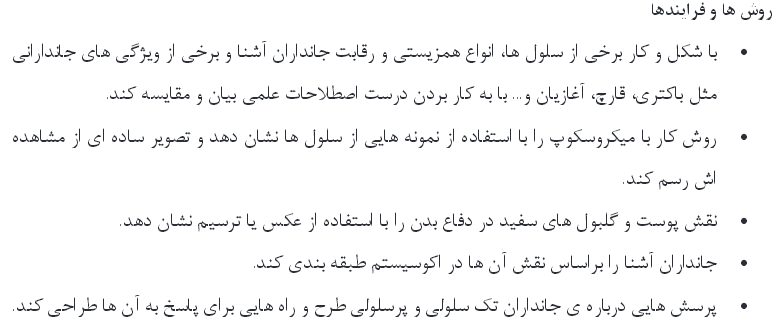 روش ها و فرایندها
• با شکل و کار برخی از سلول ها، انواع همزیستی و رقابت جانداران آشنا و برخی از ویژگی های جاندارانی
مثل باکتری، قارچ، آغازیان و... با به کار بردن درست اصطلاحات علمی بیان و مقایسه کند.
• روش کار با میکروسکوپ را با استفاده از نمونه هایی از سلول ها نشان دهد و تصویر ساده ای از مشاهده
اش رسم کند.
• نقش پوست و گلبول های سفید در دفاع بدن را با استفاده از عکس یا ترسیم نشان دهد.
• جانداران آشنا را براساس نقش آن ها در اکوسیستم طبقه بندی کند.
• پرسش هایی درباره ی جانداران تک سلولی و پرسلولی طرح و راه هایی برای پاسخ به آن ها طراحی کند.